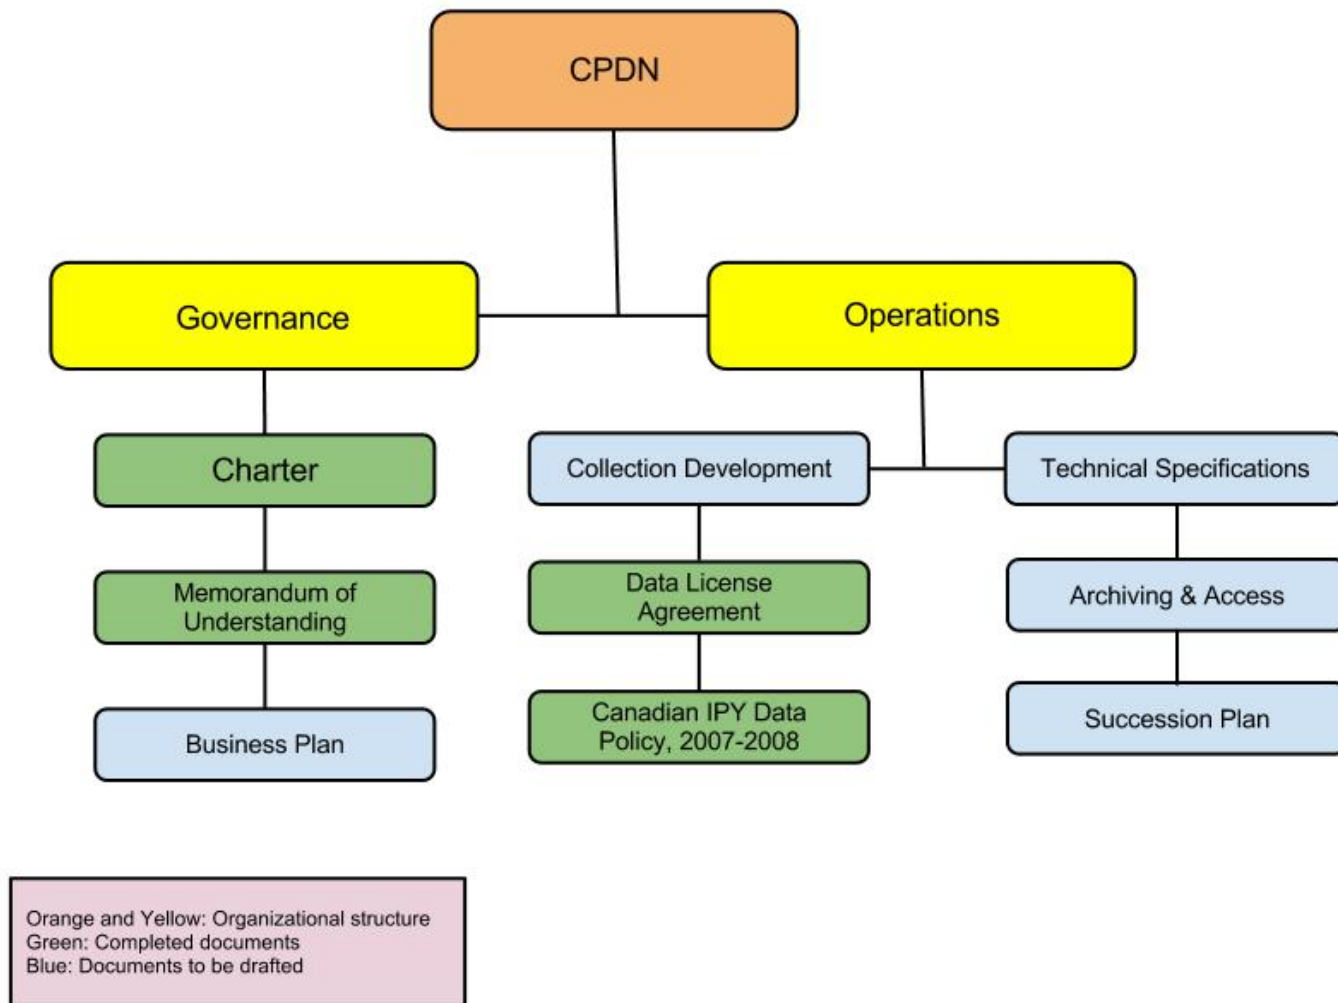 CPDN
Governance
Operations
Charter
Collection Development
Technical Specifications
Memorandum of
Understanding
Data License
Agreement
Archiving & Access
Business Plan
Canadian IPY Data
Policy, 2007-2008
Succession Plan
Orange and Yellow: Organizational structure
Green: Completed documents
Blue: Documents to be drafted